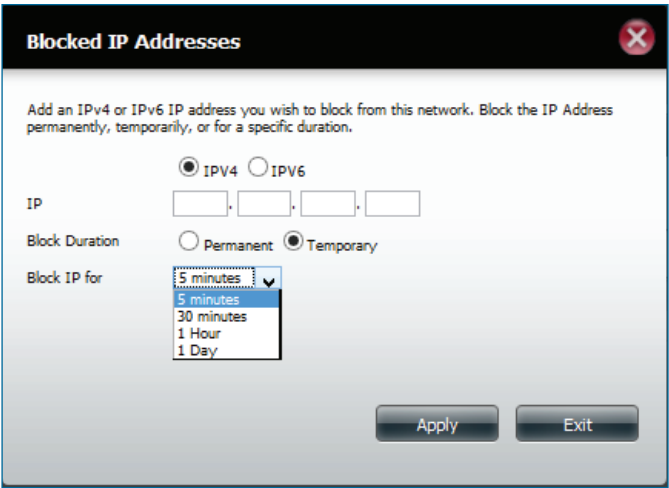 Blocked IP Addresses
Add an IPv4 or IPv6 IP address you wish to block from this network. Block the IP Address
permanently, temporarily, or for a specific duration.
IPV4 IPV6
IP . . .
Block Duration Permanent Temporary
Block IP for 5 minutes
5 minutes
30 minutes
1 Hour
1 Day
Apply Exit